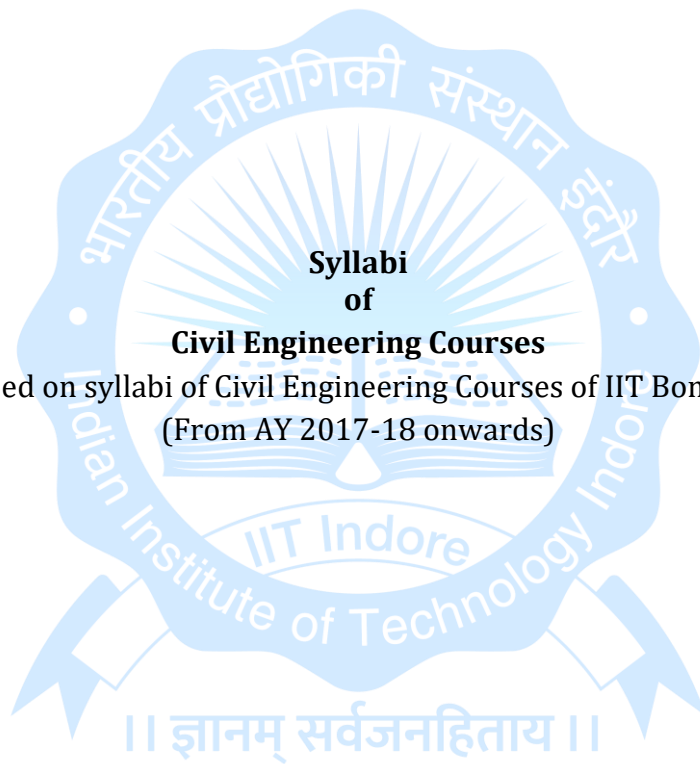 भारतीय प्रौद्योगिकी संस्थान इंदौर
Syllabi
of
Civil Engineering Courses
ed on syllabi of Civil Engineering Courses of IIT Bo
(From AY 2017-18 onwards)
IIT Indore
Indian Institute of Technology Indore
।। ज्ञानम् सर्वजनहिताय ।।